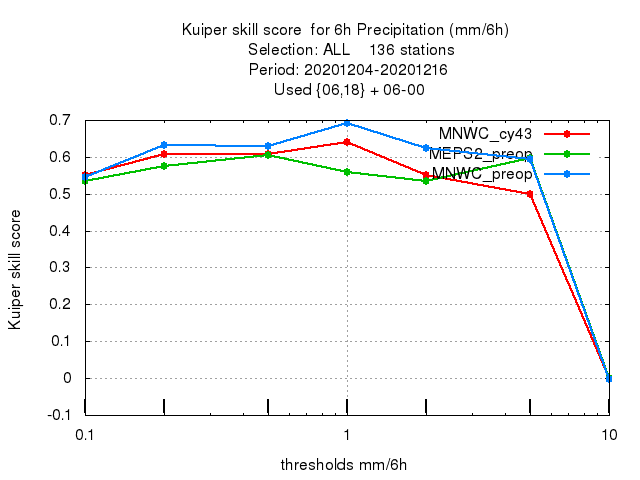 Kuiper skill score  for 6h Precipitation (mm/6h)
Selection: ALL    136 stations
Period: 20201204-20201216
Used {06,18} + 06-00
MNWC_cy43
MEPS2_preop
MNWC_preop
Kuiper skill score
0.7
0.6
0.5
0.4
0.3
0.2
0.1
0
-0.1
0.1
1
10
thresholds mm/6h